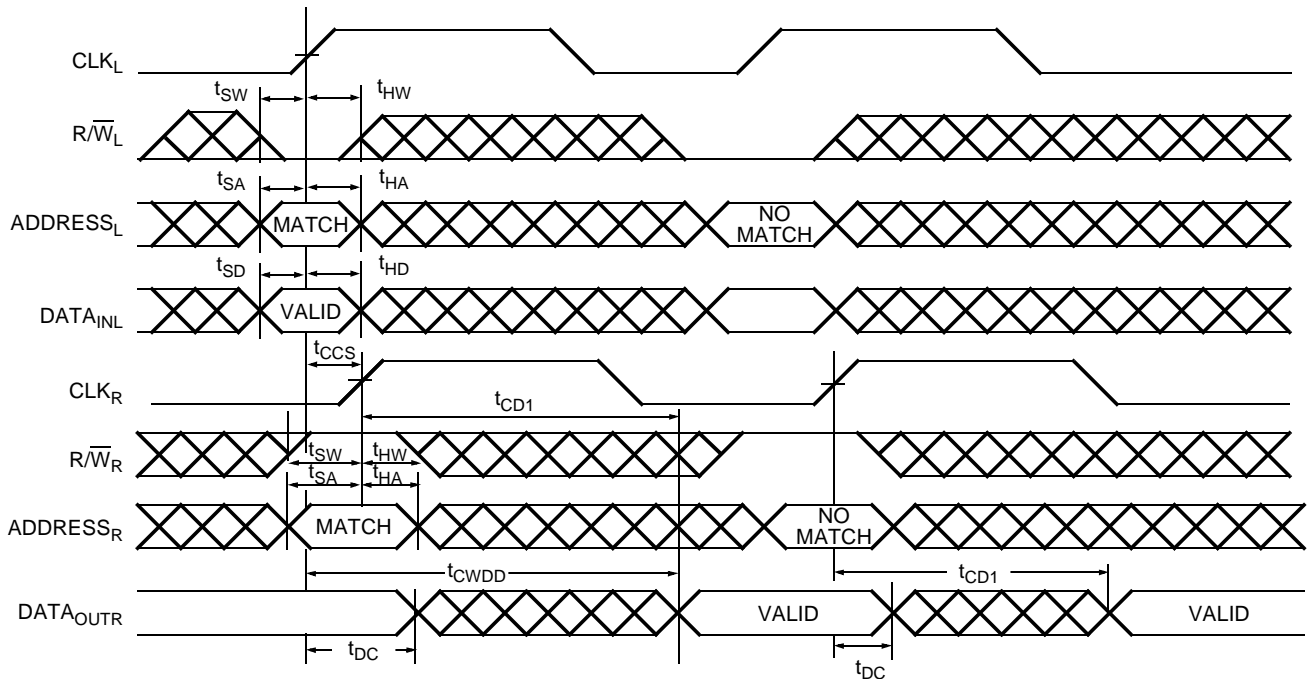 CLK_L
t_SW
t_HW
R/W̅_L
t_SA
t_HA
ADDRESS_L
MATCH
NO
MATCH
t_SD
t_HD
DATA_INL
VALID
t_CCS
CLK_R
t_CD1
R/W̅_R
t_SW
t_HW
t_SA
t_HA
ADDRESS_R
MATCH
NO
MATCH
t_CWDD
t_CD1
DATA_OUTR
VALID
VALID
t_DC
t_DC